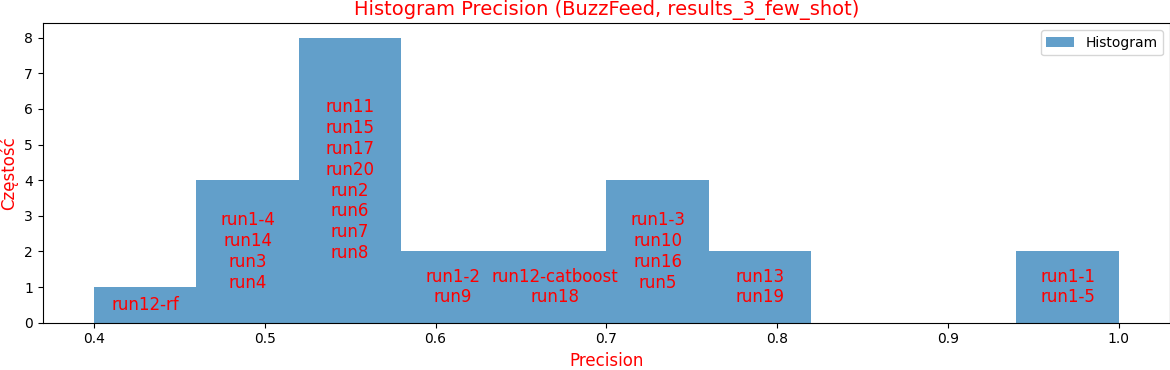 Histogram Precision (BuzzFeed, results_3_few_shot)
Histogram
8
7
6
5
4
3
2
1
0
Częstość
run12-rf
run1-4
run14
run3
run4
run11
run15
run17
run20
run2
run6
run7
run8
run1-2
run9
run12-catboost
run18
run1-3
run10
run16
run5
run13
run19
run1-1
run1-5
0.4 0.5 0.6 0.7 0.8 0.9 1.0
Precision